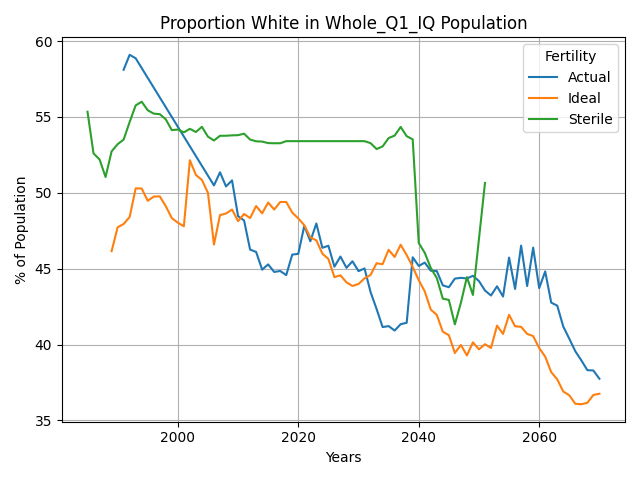 Proportion White in Whole_Q1_IQ Population
60
55
50
45
40
35
% of Population
2000
2020
2040
2060
Years
Fertility
Actual
Ideal
Sterile